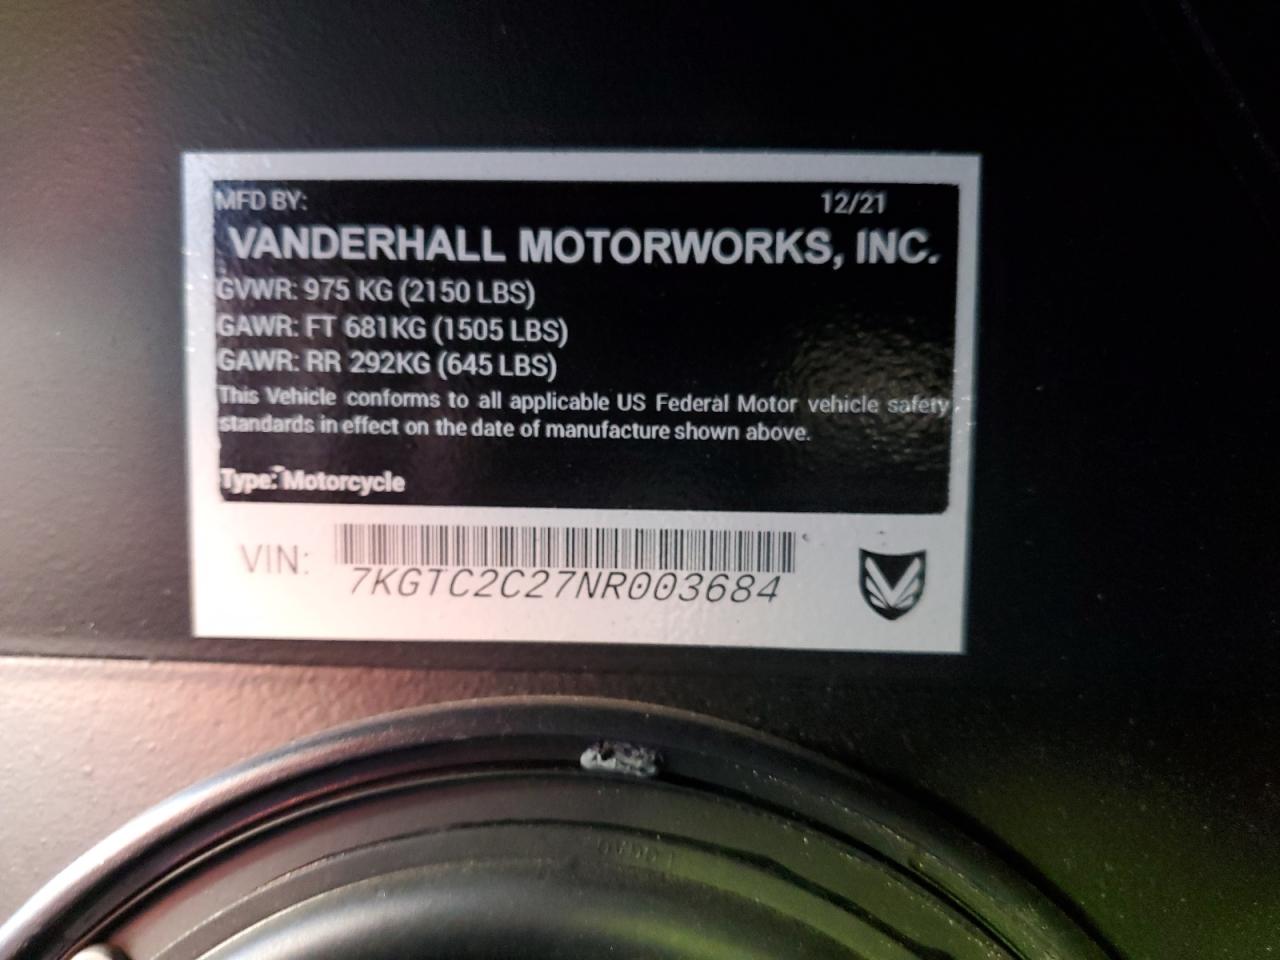 MFD BY: 12/21
VANDERHALL MOTORWORKS, INC.
GVWR: 975 KG (2150 LBS)
GAWR: FT 681KG (1505 LBS)
GAWR: RR 292KG (645 LBS)
This Vehicle conforms to all applicable US Federal Motor vehicle safety
standards in effect on the date of manufacture shown above.
Type: Motorcycle
VIN: 7KGTC2C27NR003684